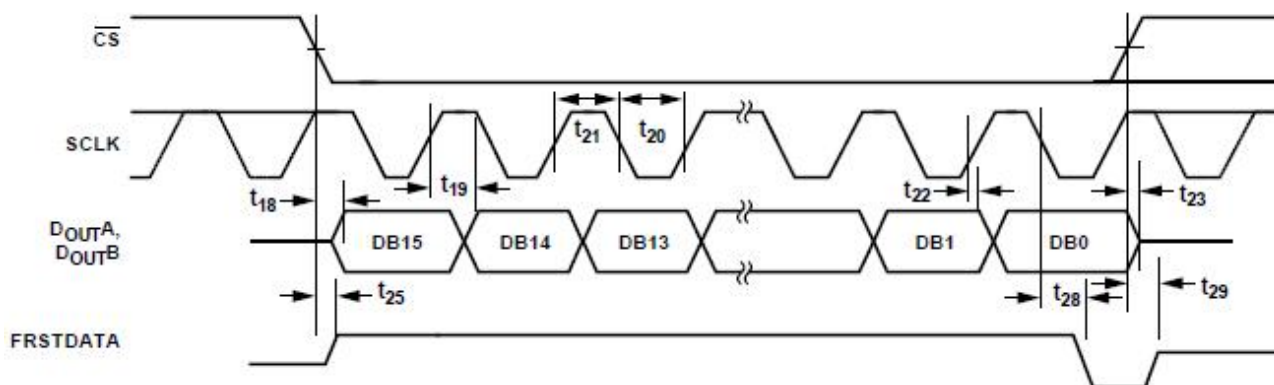 CS
SCLK
t21
t20
t18
t19
t22
t23
DOUTA,
DOUTB
DB15
DB14
DB13
DB1
DB0
t25
t28
t29
FRSTDATA